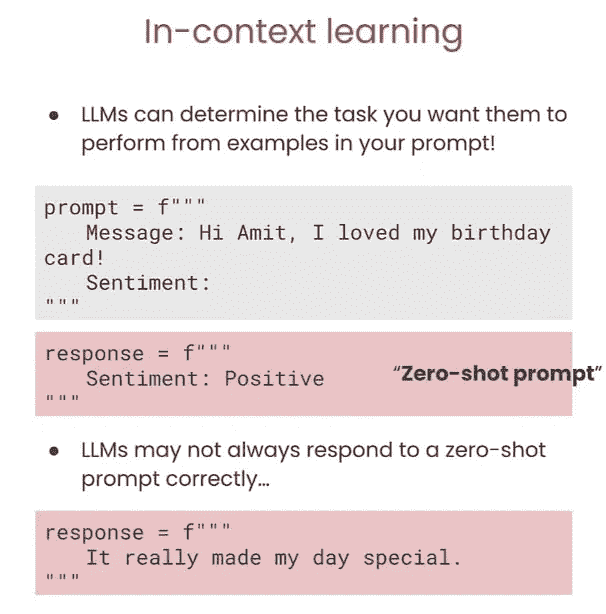 In-context learning
● LLMs can determine the task you want them to
perform from examples in your prompt!
prompt = f"""
Message: Hi Amit, I loved my birthday
card!
Sentiment:
"""
response = f"""
Sentiment: Positive
"""
“Zero-shot prompt”
● LLMs may not always respond to a zero-shot
prompt correctly…
response = f"""
It really made my day special.
"""